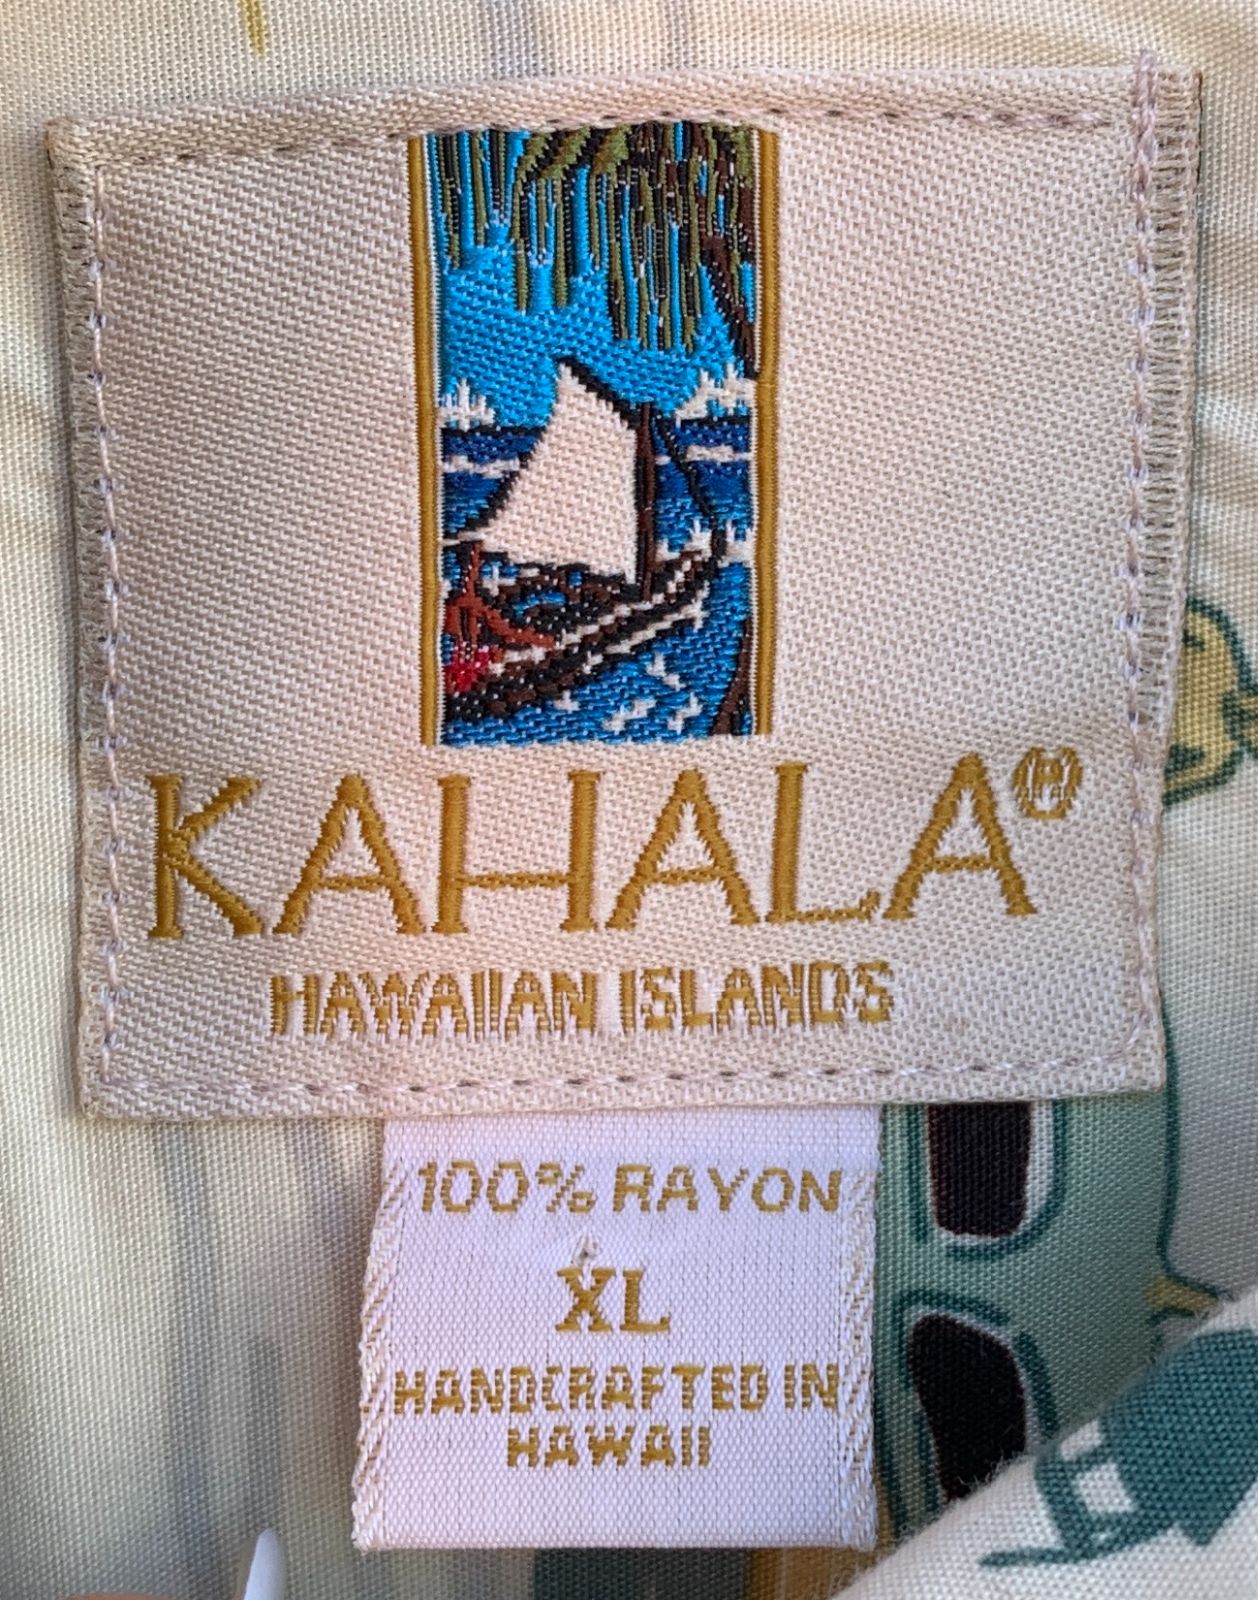 KAHALA®
HAWAIIAN ISLANDS
100% RAYON
XL
HANDCRAFTED IN
HAWAII